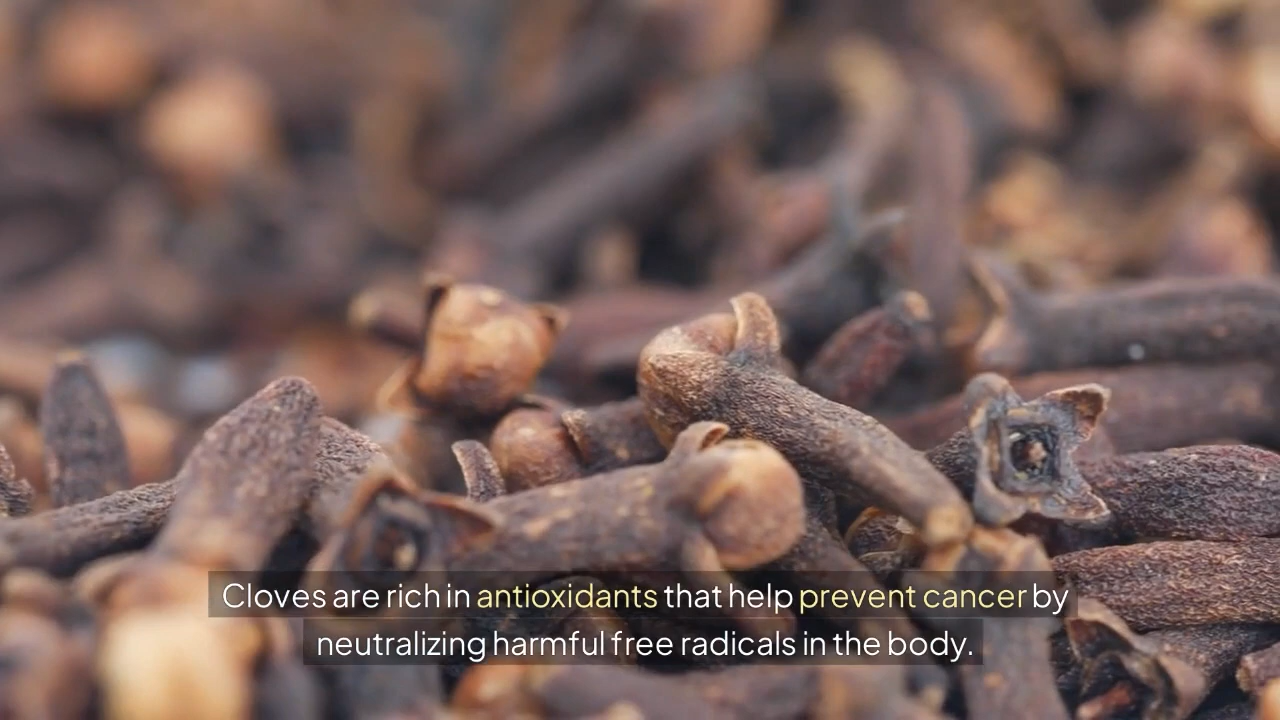 Cloves are rich in antioxidants that help prevent cancer by
neutralizing harmful free radicals in the body.